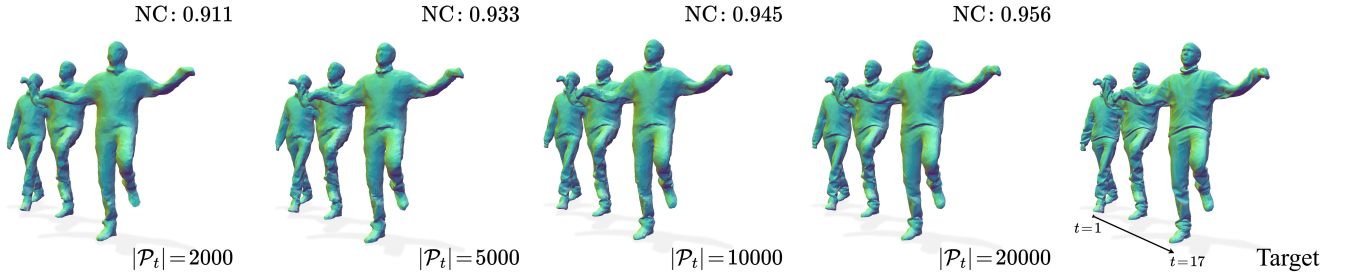 NC: 0.911
NC: 0.933
NC: 0.945
NC: 0.956
|𝒫ₜ|=2000
|𝒫ₜ|=5000
|𝒫ₜ|=10000
|𝒫ₜ|=20000
t=1
t=17
Target